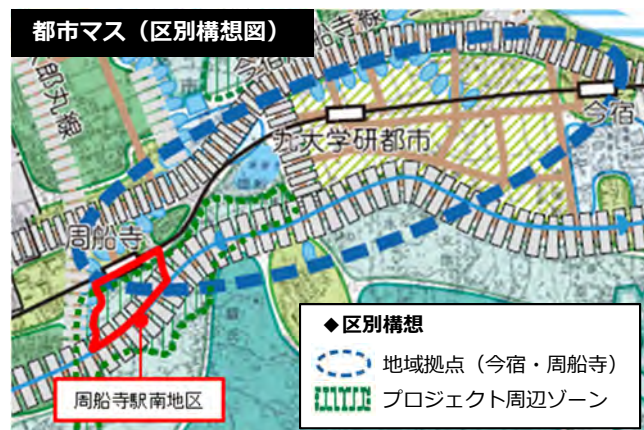 都市マス（区別構想図）
今宿
九大学研都市
周船寺
◆区別構想
地域拠点（今宿・周船寺）
プロジェクト周辺ゾーン
周船寺駅南地区